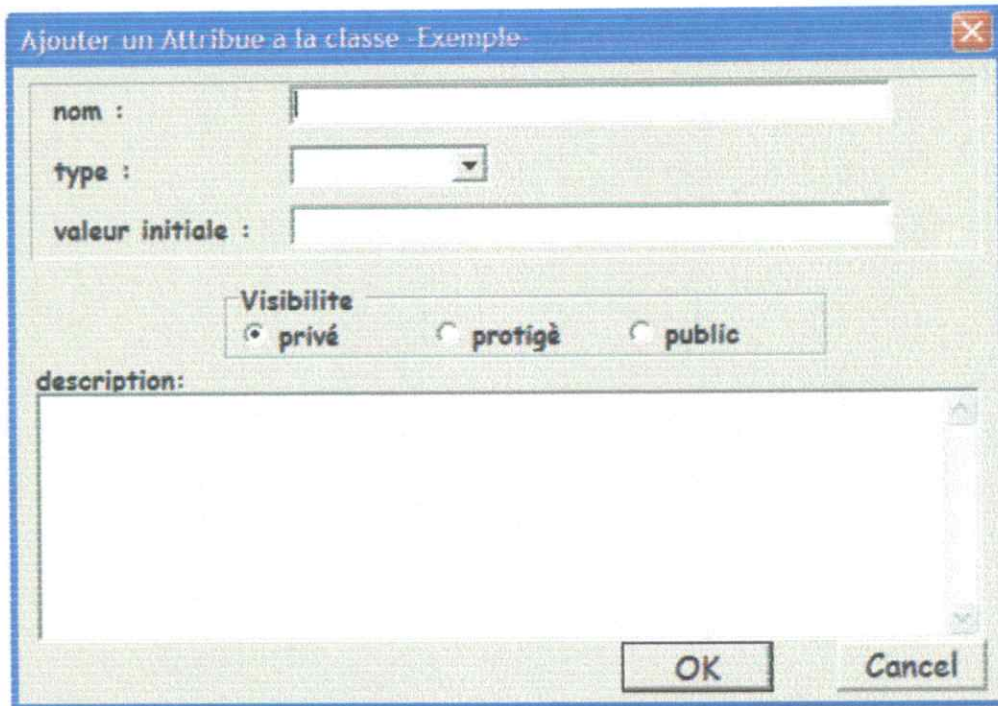 Ajouter un Attribue a la classe -Exemple-
nom :
type :
valeur initiale :
Visibilite
privé protigè public
description:
OK Cancel